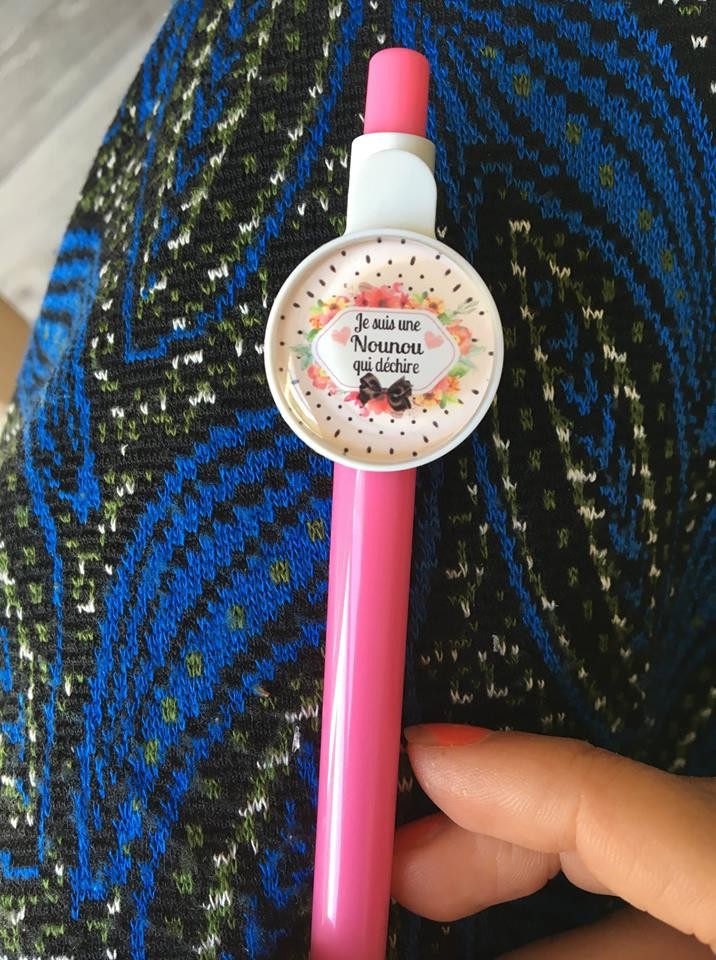 Je suis une
Nounou
qui déchire